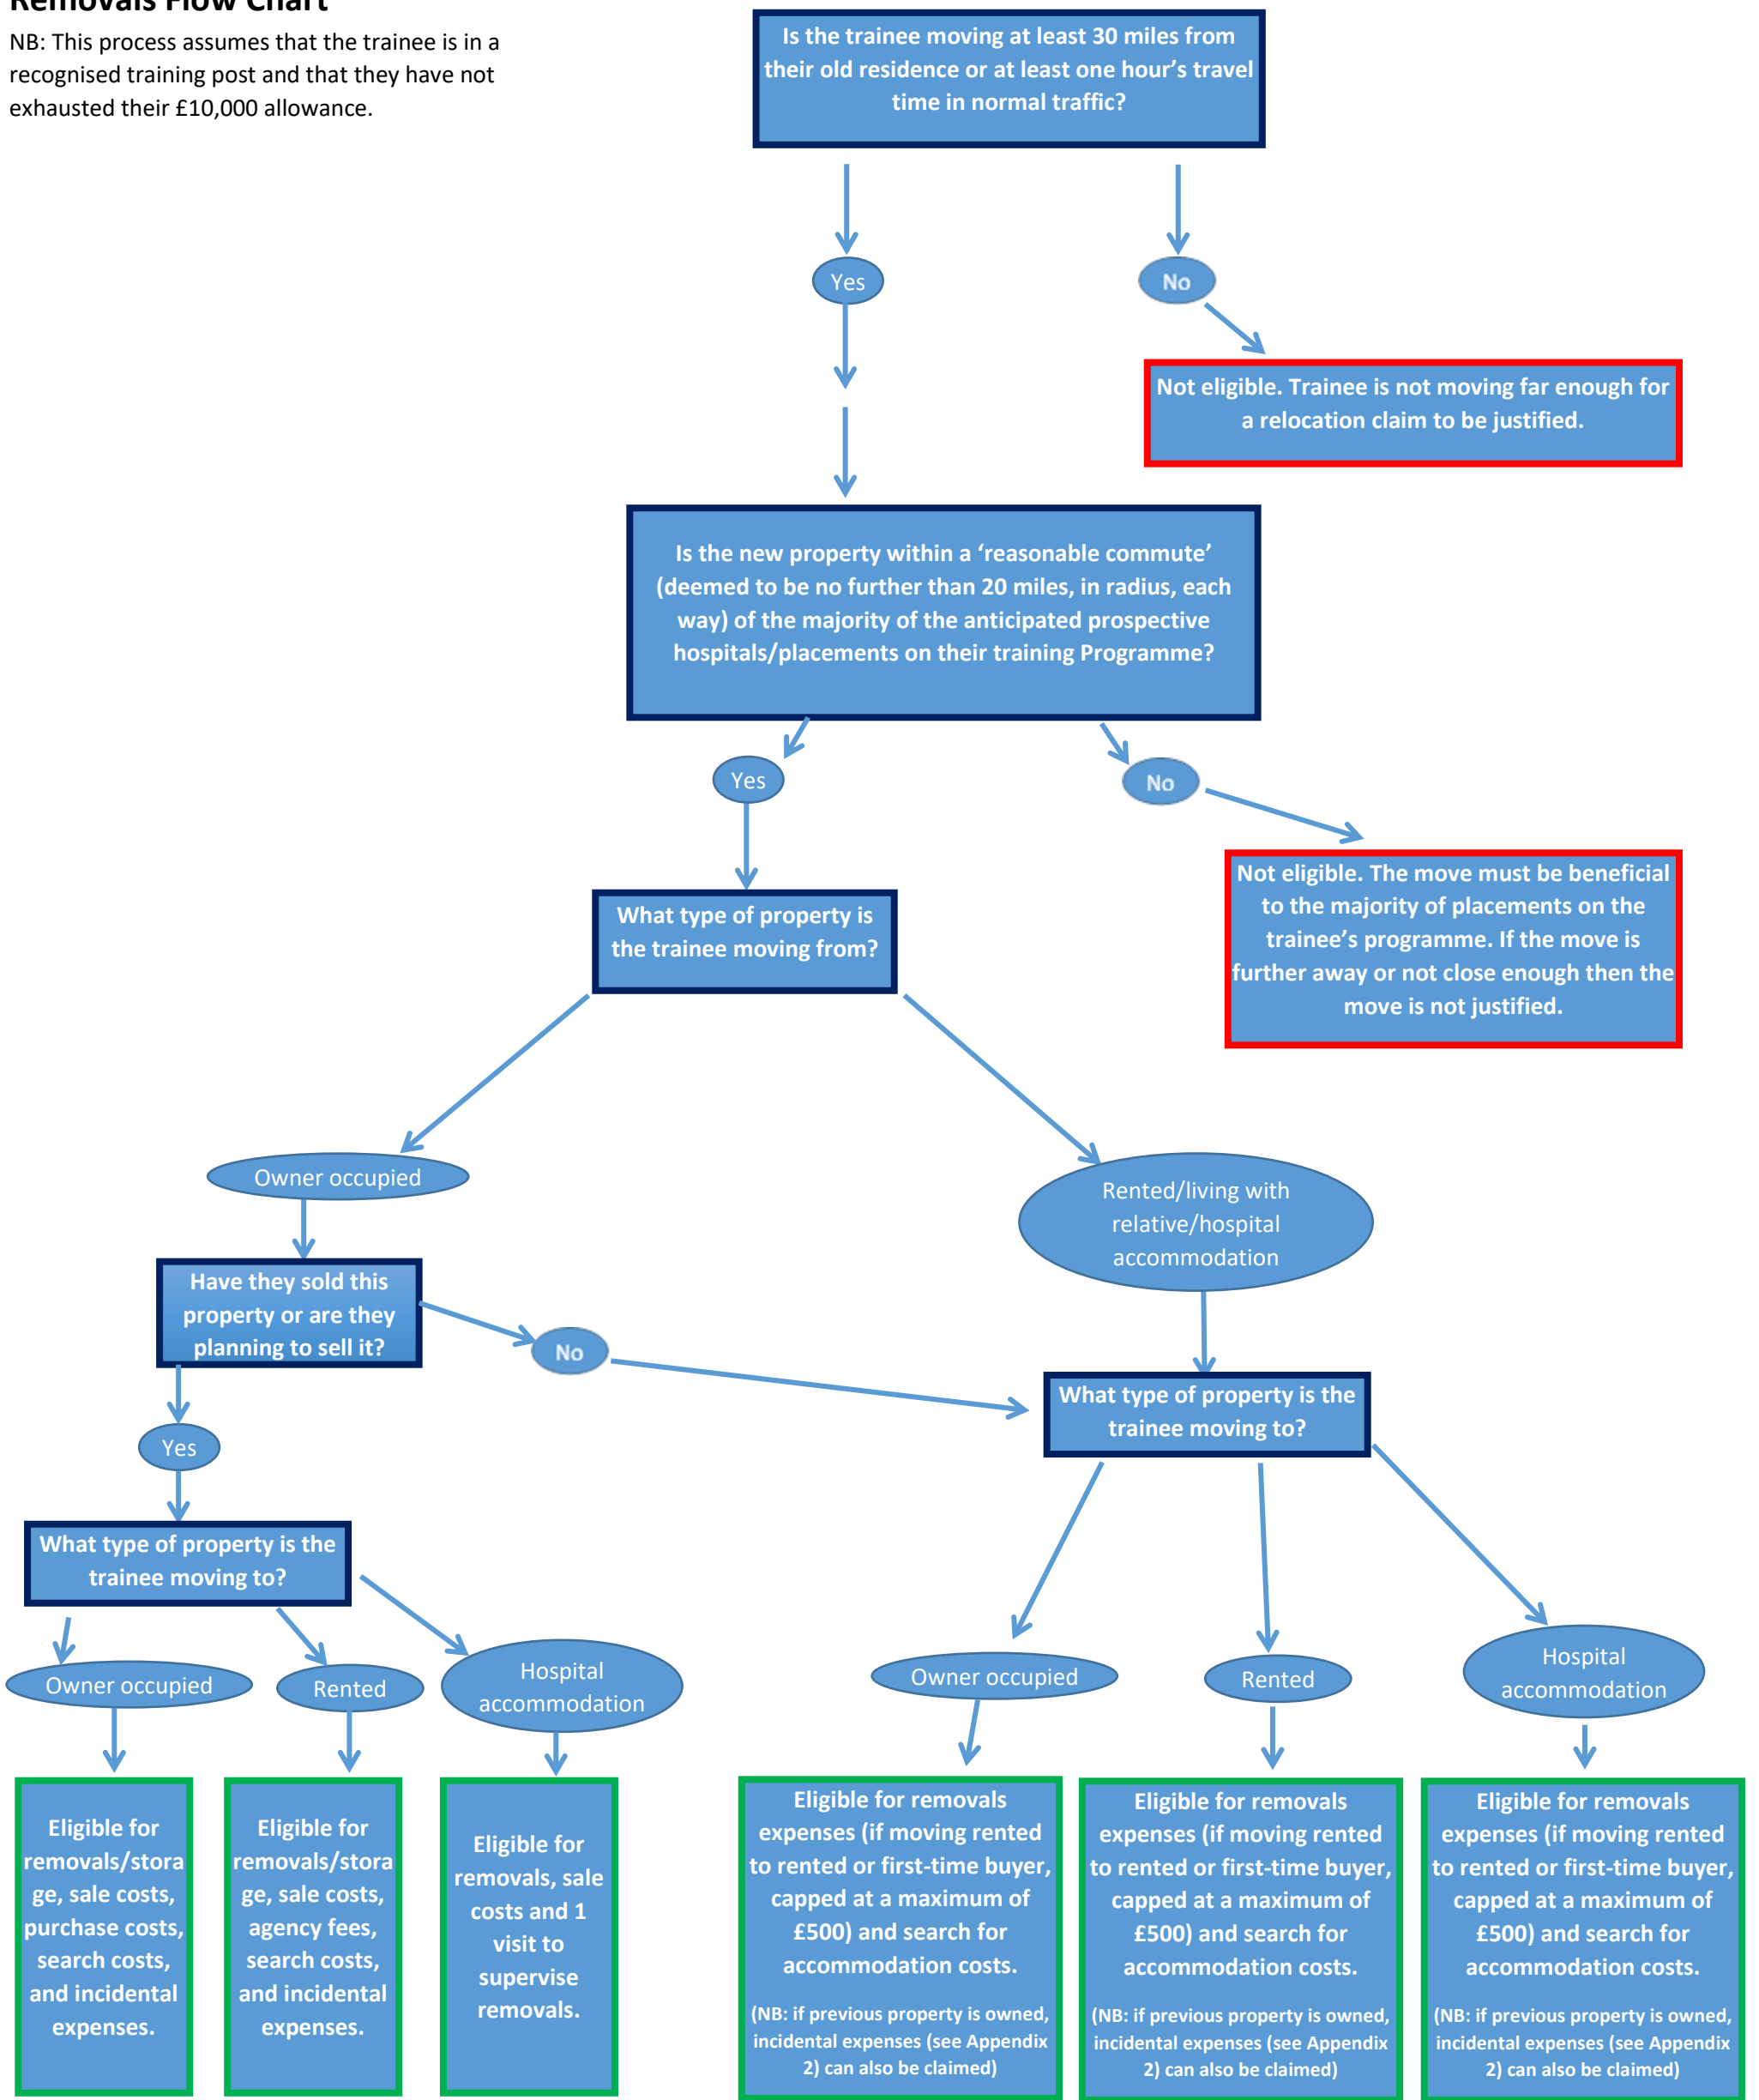 Removals Flow Chart
NB: This process assumes that the trainee is in a
recognised training post and that they have not
exhausted their £10,000 allowance.
Is the trainee moving at least 30 miles from
their old residence or at least one hour’s travel
time in normal traffic?
Yes
No
Not eligible. Trainee is not moving far enough for
a relocation claim to be justified.
Is the new property within a ‘reasonable commute’
(deemed to be no further than 20 miles, in radius, each
way) of the majority of the anticipated prospective
hospitals/placements on their training Programme?
Yes
No
Not eligible. The move must be beneficial
to the majority of placements on the
trainee’s programme. If the move is
further away or not close enough then the
move is not justified.
What type of property is
the trainee moving from?
Owner occupied
Rented/living with
relative/hospital
accommodation
Have they sold this
property or are they
planning to sell it?
No
Yes
What type of property is the
trainee moving to?
What type of property is the
trainee moving to?
Owner occupied
Rented
Hospital
accommodation
Owner occupied
Rented
Hospital
accommodation
Eligible for
removals/stora
ge, sale costs,
purchase costs,
search costs,
and incidental
expenses.
Eligible for
removals/stora
ge, sale costs,
agency fees,
search costs,
and incidental
expenses.
Eligible for
removals, sale
costs and 1
visit to
supervise
removals.
Eligible for removals
expenses (if moving rented
to rented or first-time buyer,
capped at a maximum of
£500) and search for
accommodation costs.
(NB: if previous property is owned,
incidental expenses (see Appendix
2) can also be claimed)
Eligible for removals
expenses (if moving rented
to rented or first-time buyer,
capped at a maximum of
£500) and search for
accommodation costs.
(NB: if previous property is owned,
incidental expenses (see Appendix
2) can also be claimed)
Eligible for removals
expenses (if moving rented
to rented or first-time buyer,
capped at a maximum of
£500) and search for
accommodation costs.
(NB: if previous property is owned,
incidental expenses (see Appendix
2) can also be claimed)